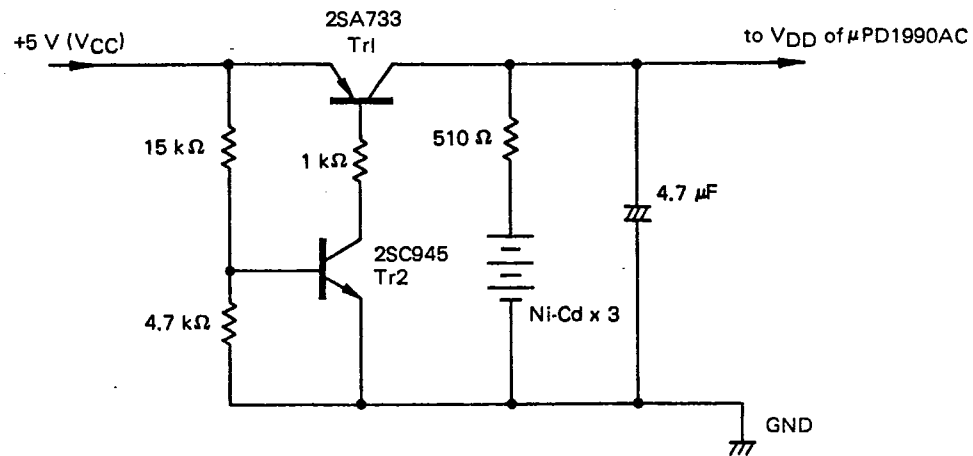 2SA733
Tr1
+5 V (VCC)
to VDD of μPD1990AC
15 kΩ
1 kΩ
510 Ω
4.7 μF
2SC945
Tr2
4.7 kΩ
Ni-Cd x 3
GND